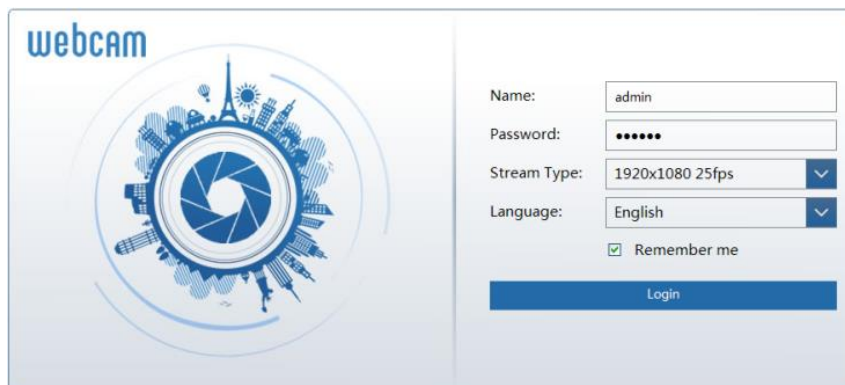 webcam
Name: admin
Password: ••••••
Stream Type: 1920x1080 25fps
Language: English
Remember me
Login